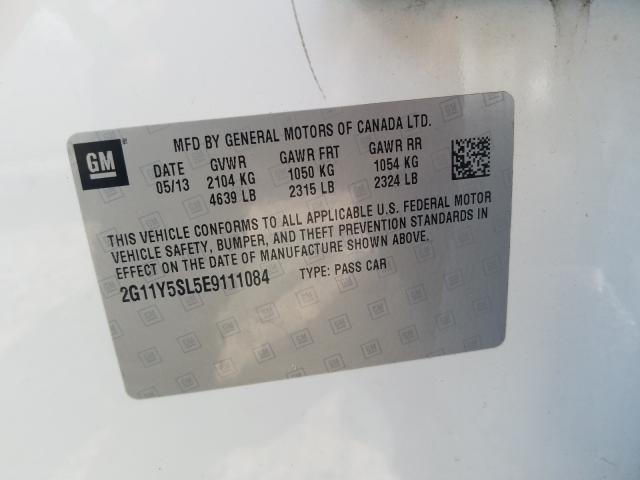 MFD BY GENERAL MOTORS OF CANADA LTD.
GM
DATE GVWR GAWR FRT GAWR RR
05/13 2104 KG 1050 KG 1054 KG
4639 LB 2315 LB 2324 LB
THIS VEHICLE CONFORMS TO ALL APPLICABLE U.S. FEDERAL MOTOR
VEHICLE SAFETY, BUMPER, AND THEFT PREVENTION STANDARDS IN
EFFECT ON THE DATE OF MANUFACTURE SHOWN ABOVE.
2G11Y5SL5E9111084 TYPE: PASS CAR